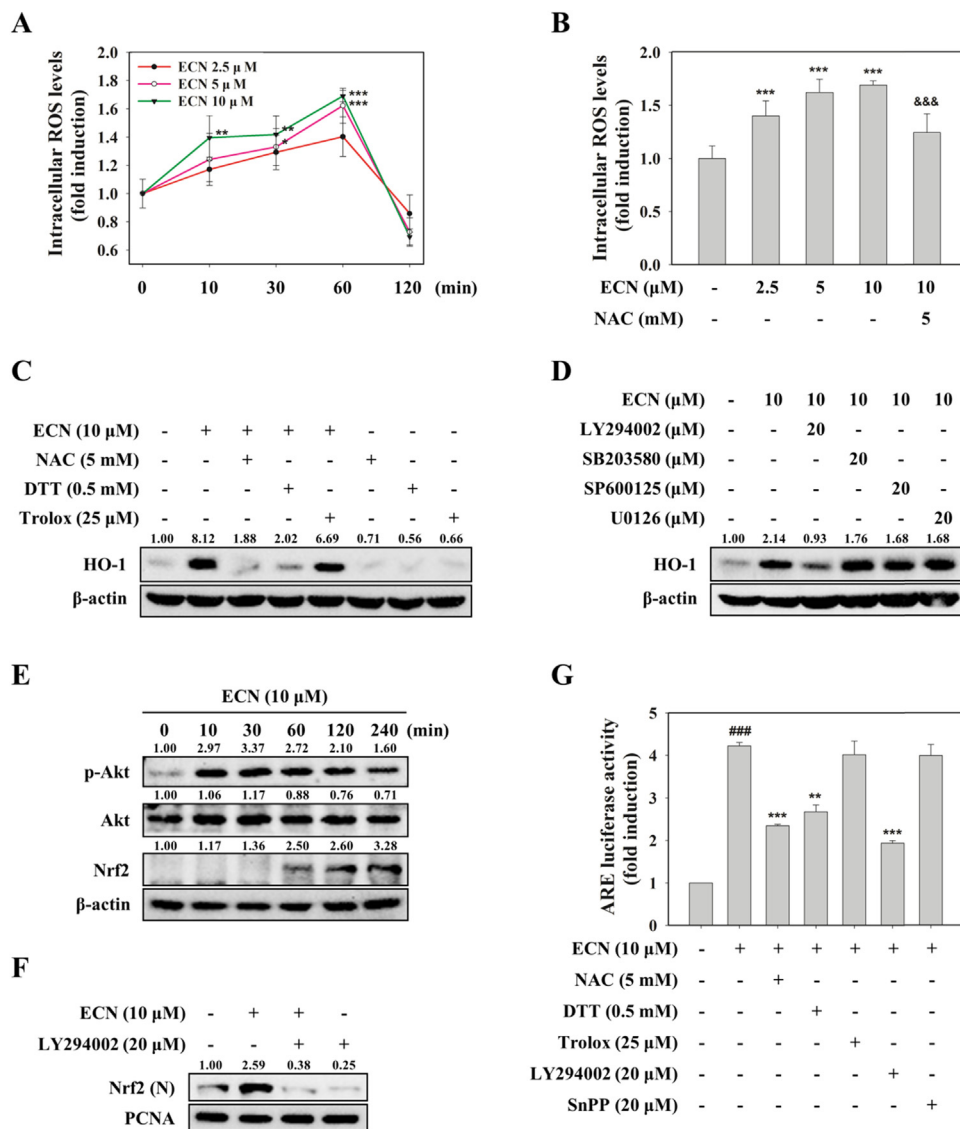 A
Intracellular ROS levels
(fold induction)
2.0
1.8
1.6
1.4
1.2
1.0
0.8
0.6
ECN 2.5 μ M
ECN 5 μ M
ECN 10 μ M
** ** *** ***
*
0 10 30 60 120 (min)
B
Intracellular ROS levels
(fold induction)
2.0
1.5
1.0
0.5
0.0
*** *** *** &&&
ECN (μM) - 2.5 5 10 10
NAC (mM) - - - - 5
C
ECN (10 μM) - + + + + - - -
NAC (5 mM) - - + - - + - -
DTT (0.5 mM) - - - + - - + -
Trolox (25 μM) - - - - + - - +
1.00 8.12 1.88 2.02 6.69 0.71 0.56 0.66
HO-1
β-actin
D
ECN (μM) - 10 10 10 10 10
LY294002 (μM) - - 20 - - -
SB203580 (μM) - - - 20 - -
SP600125 (μM) - - - - 20 -
U0126 (μM) - - - - - 20
1.00 2.14 0.93 1.76 1.68 1.68
HO-1
β-actin
E
ECN (10 μM)
0 10 30 60 120 240 (min)
1.00 2.97 3.37 2.72 2.10 1.60
p-Akt
1.00 1.06 1.17 0.88 0.76 0.71
Akt
1.00 1.17 1.36 2.50 2.60 3.28
Nrf2
β-actin
F
ECN (10 μM) - + + -
LY294002 (20 μM) - - + +
1.00 2.59 0.38 0.25
Nrf2 (N)
PCNA
G
ARE luciferase activity
(fold induction)
5
4
3
2
1
0
### *** ** ***
ECN (10 μM) - + + + + + +
NAC (5 mM) - - + - - - -
DTT (0.5 mM) - - - + - - -
Trolox (25 μM) - - - - + - -
LY294002 (20 μM) - - - - - + -
SnPP (20 μM) - - - - - - +